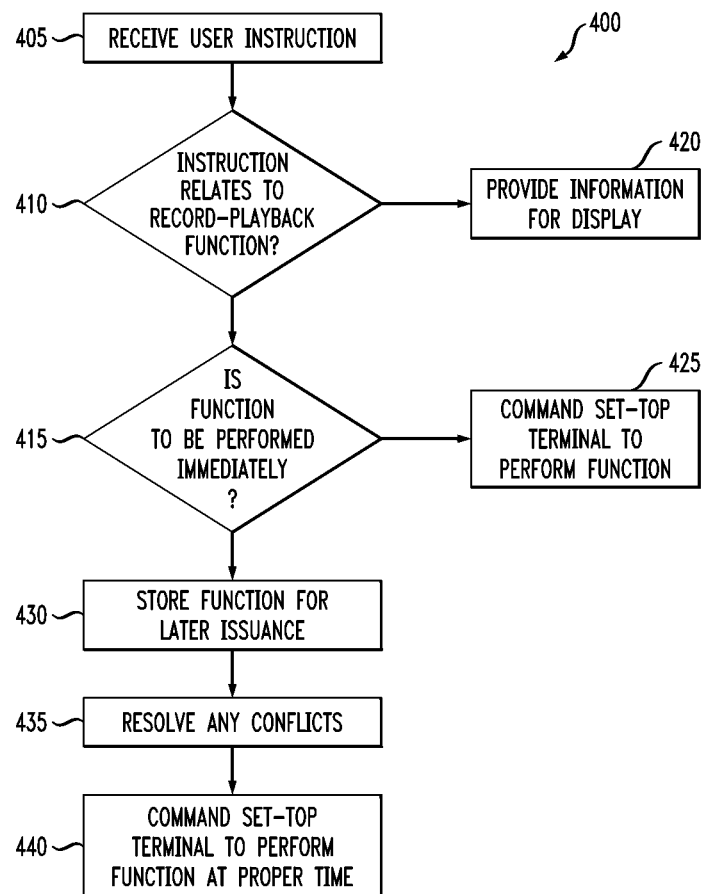 400
405
RECEIVE USER INSTRUCTION
410
INSTRUCTION
RELATES TO
RECORD-PLAYBACK
FUNCTION?
420
PROVIDE INFORMATION
FOR DISPLAY
415
IS
FUNCTION
TO BE PERFORMED
IMMEDIATELY
?
425
COMMAND SET-TOP
TERMINAL TO
PERFORM FUNCTION
430
STORE FUNCTION FOR
LATER ISSUANCE
435
RESOLVE ANY CONFLICTS
440
COMMAND SET-TOP
TERMINAL TO PERFORM
FUNCTION AT PROPER TIME